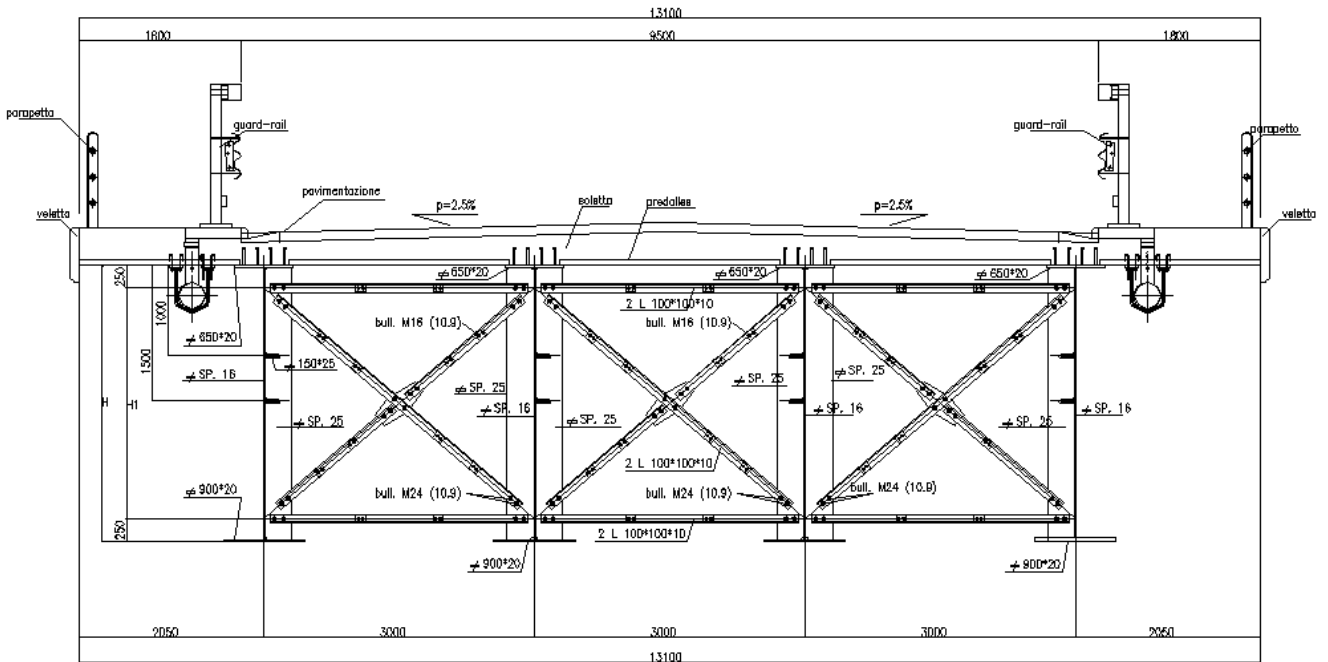 13100
1800 9500 1800
parapetto
guard-rail
guard-rail
parapetto
pavimentazione
p=2.5%
soletta
predalles
p=2.5%
veletta
veletta
250
≠ 650*20
≠ 650*20
≠ 650*20
2 L 100*100*10
1000
bull. M16 (10.9)
bull. M16 (10.9)
≠ 650*20
1500
≠ 150*25
≠ SP. 16
≠ SP. 25
≠ SP. 25
≠ SP. 25
H
H1
≠ SP. 16
≠ SP. 16
≠ SP. 16
≠ SP. 25
≠ SP. 25
≠ SP. 25
2 L 100*100*10
≠ 900*20
bull. M24 (10.9)
bull. M24 (10.9)
bull. M24 (10.9)
250
2 L 100*100*10
≠ 900*20
≠ 900*20
2050 3000 3000 3000 2050
13100